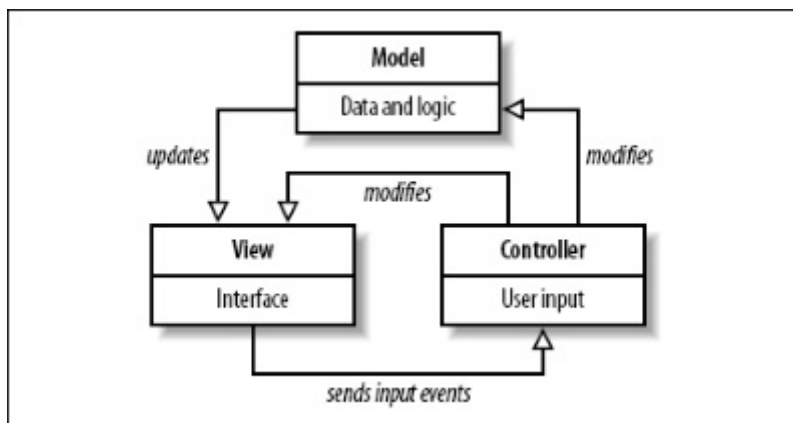 Model
Data and logic
updates
modifies
modifies
View
Interface
Controller
User input
sends input events